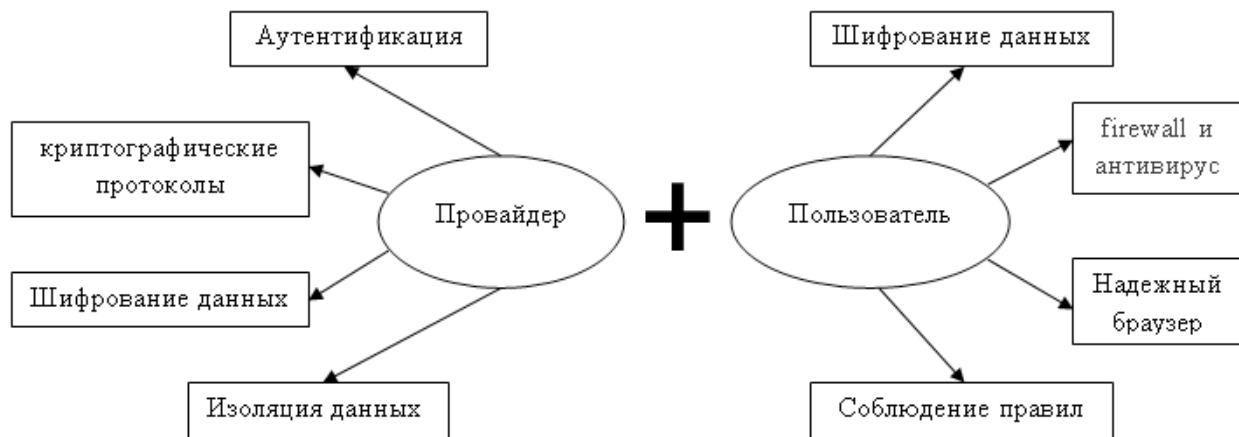 Аутентификация
Шифрование данных
криптографические
протоколы
firewall и
антивирус
Провайдер
+
Пользователь
Шифрование данных
Надежный
браузер
Изоляция данных
Соблюдение правил